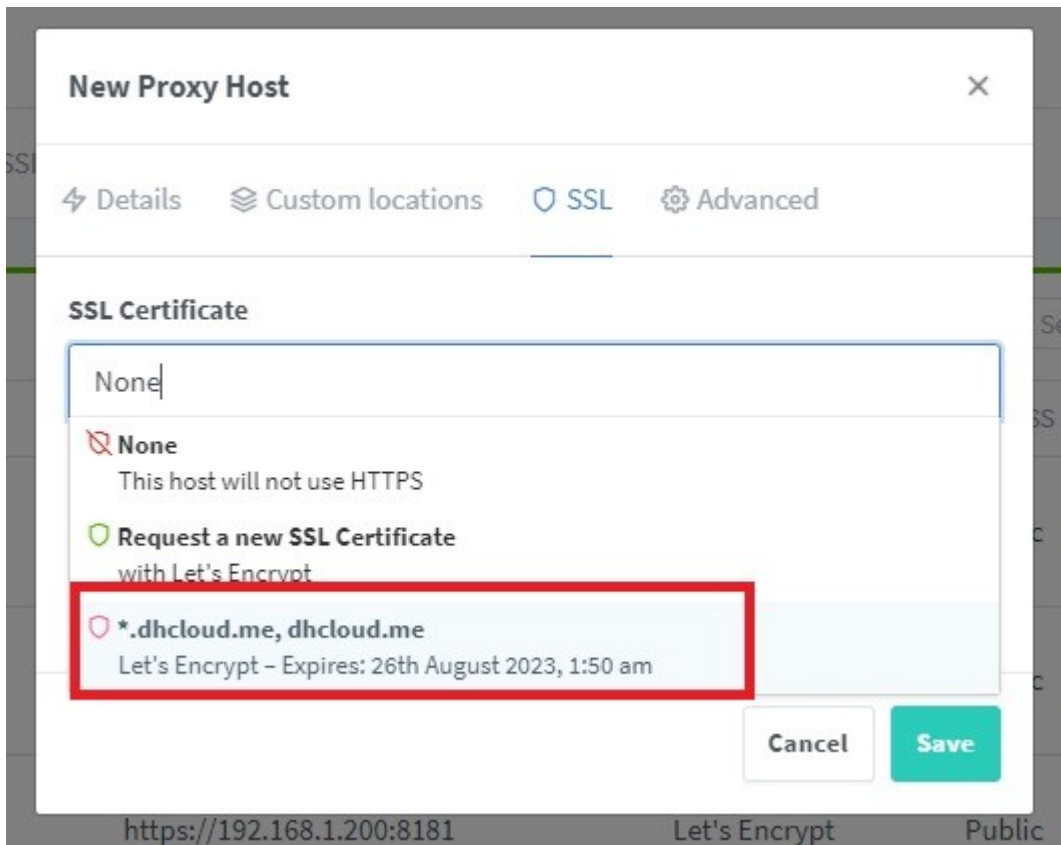 New Proxy Host
SSL
Details Custom locations SSL Advanced
SSL Certificate
Se
None
None
This host will not use HTTPS
Request a new SSL Certificate
with Let's Encrypt
*.dhcloud.me, dhcloud.me
Let's Encrypt – Expires: 26th August 2023, 1:50 am
Cancel Save
https://192.168.1.200:8181 Let's Encrypt Public